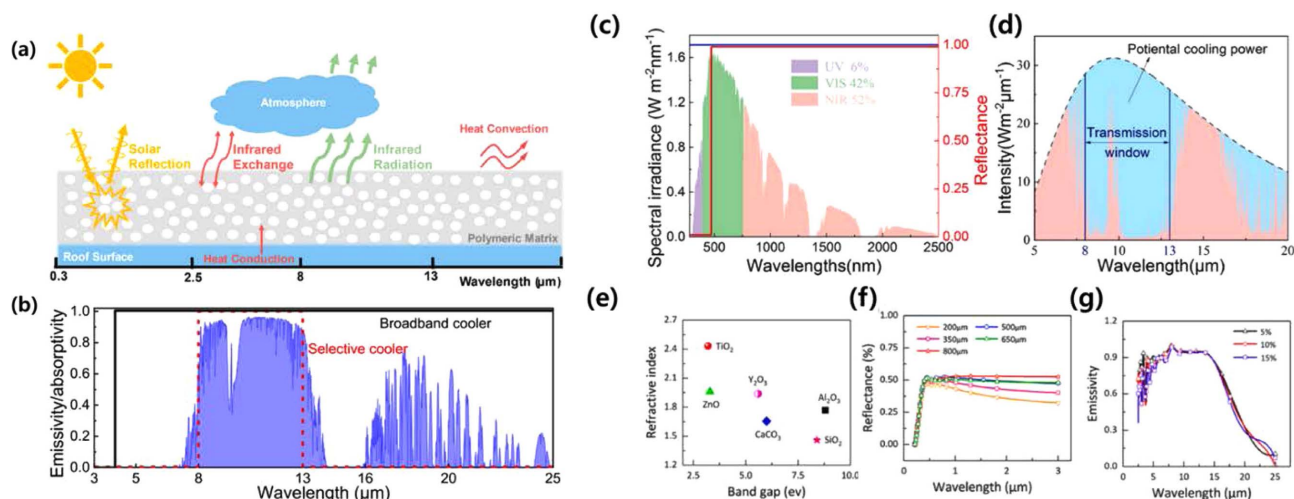 (a)
Atmosphere
Solar
Reflection
Infrared
Exchange
Infrared
Radiation
Heat Convection
Polymeric Matrix
Roof Surface
Heat Conduction
0.3
2.5
8
13
Wavelength (µm)
(b)
Emissivity/absorptivity
1.0
0.8
0.6
0.4
0.2
0.0
Broadband cooler
Selective cooler
3
4
8
13
16
20
25
Wavelength (µm)
(c)
Spectral irradiance (W m-2nm-1)
1.6
1.2
0.8
0.4
0.0
UV 6%
VIS 42%
NIR 52%
1.00
0.75
0.50
0.25
0.00
Reflectance
500
1000
1500
2000
2500
Wavelengths(nm)
(d)
Intensity(Wm-2µm-1)
30
20
10
0
Potiental cooling power
Transmission
window
5
8
10
13
15
20
Wavelengths(µm)
(e)
Refractive index
2.7
2.4
2.1
1.8
1.5
1.2
TiO2
ZnO
Y2O3
CaCO3
Al2O3
SiO2
2.5
5.0
7.5
10.0
Band gap (ev)
(f)
Reflectance (%)
1.00
0.75
0.50
0.25
0.00
200µm
500µm
350µm
650µm
800µm
0
1
2
3
Wavelength (µm)
(g)
Emissivity
1.2
0.9
0.6
0.3
0.0
5%
10%
15%
0
5
10
15
20
25
Wavelength (µm)